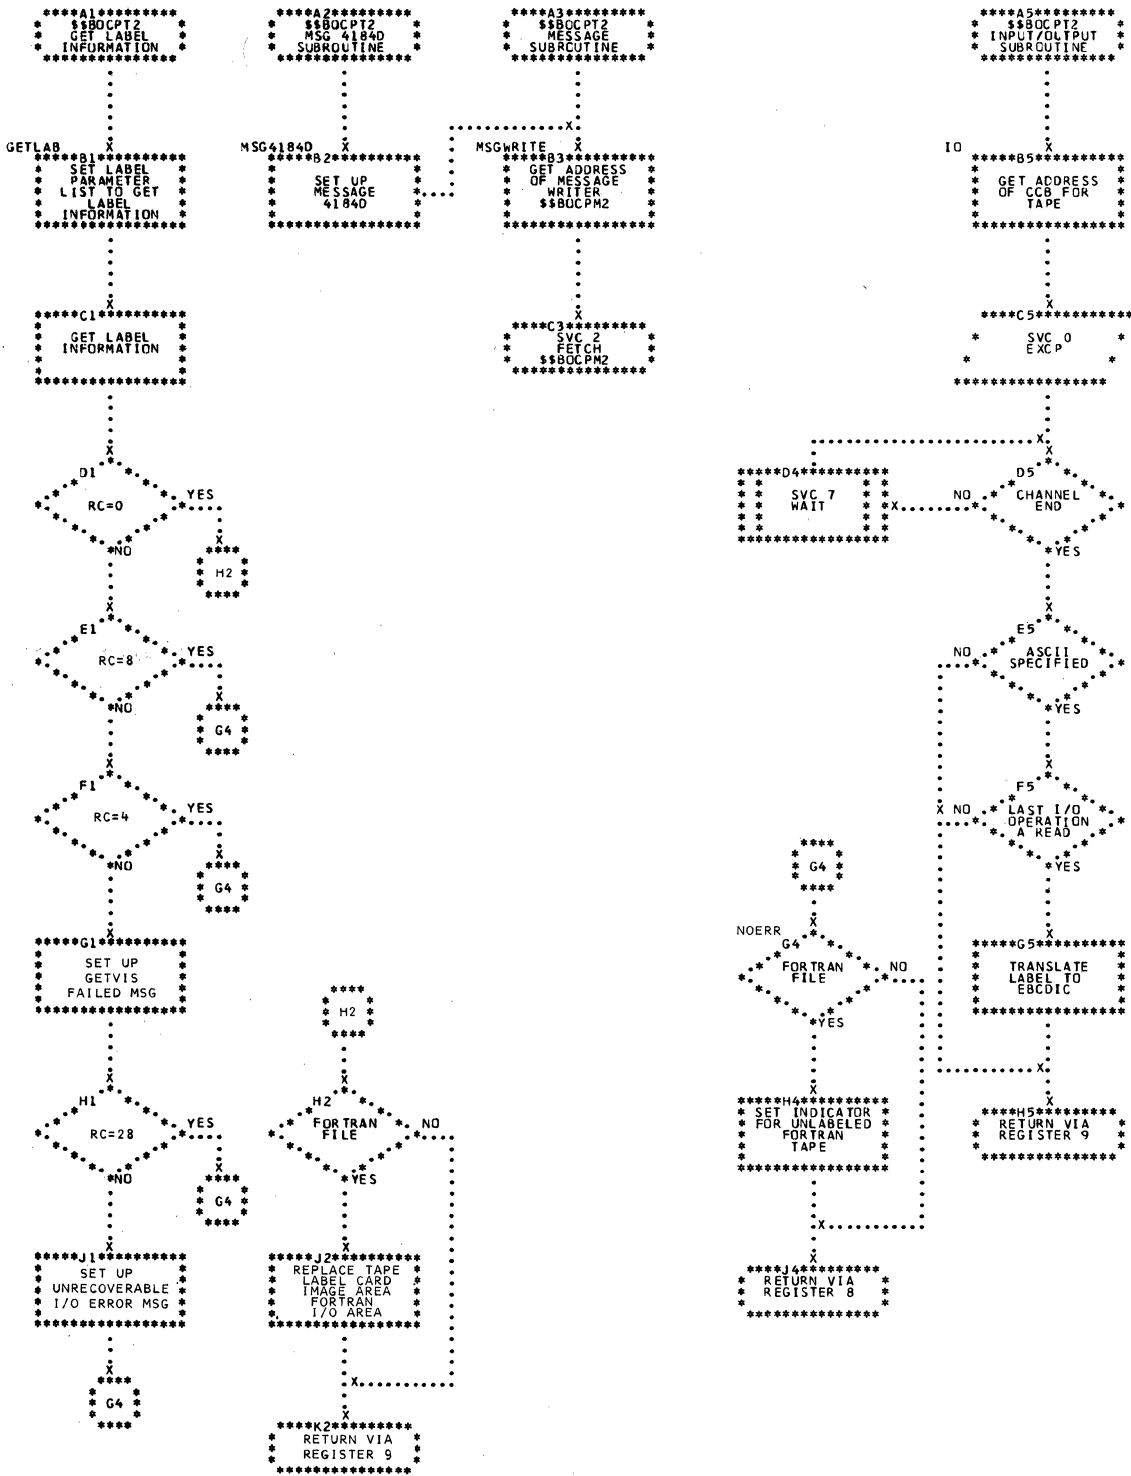 A1
$$BOCPT2
GET LABEL
INFORMATION
GETLAB
B1
SET LABEL
PARAMETER
LIST TO GET
LABEL
INFORMATION
C1
GET LABEL
INFORMATION
D1
RC=0
YES
NO
H2
E1
RC=8
YES
NO
G4
F1
RC=4
YES
NO
G4
G1
SET UP
GETVIS
FAILED MSG
H1
RC=28
YES
NO
G4
J1
SET UP
UNRECOVERABLE
I/O ERROR MSG
G4
A2
$$BOCPT2
MSG 4184D
SUBROUTINE
MSG4184D
B2
SET UP
MESSAGE
4184D
H2
H2
FORTRAN
FILE
NO
YES
J2
REPLACE TAPE
LABEL CARD
IMAGE AREA
FORTRAN
I/O AREA
K2
RETURN VIA
REGISTER 9
A3
$$BOCPT2
MESSAGE
SUBROUTINE
MSGWRITE
B3
GET ADDRESS
OF MESSAGE
WRITER
$$BOCPM2
C3
SVC 2
FETCH
$$BOCPM2
D4
SVC 7
WAIT
G4
NOERR
G4
FORTRAN
FILE
NO
YES
H4
SET INDICATOR
FOR UNLABELED
FORTRAN
TAPE
J4
RETURN VIA
REGISTER 8
A5
$$BOCPT2
INPUT/OUTPUT
SUBROUTINE
IO
B5
GET ADDRESS
OF CCB FOR
TAPE
C5
SVC 0
EXCP
D5
CHANNEL
END
NO
YES
E5
ASCII
SPECIFIED
NO
YES
F5
LAST I/O
OPERATION
A READ
NO
YES
G5
TRANSLATE
LABEL TO
EBCDIC
H5
RETURN VIA
REGISTER 9